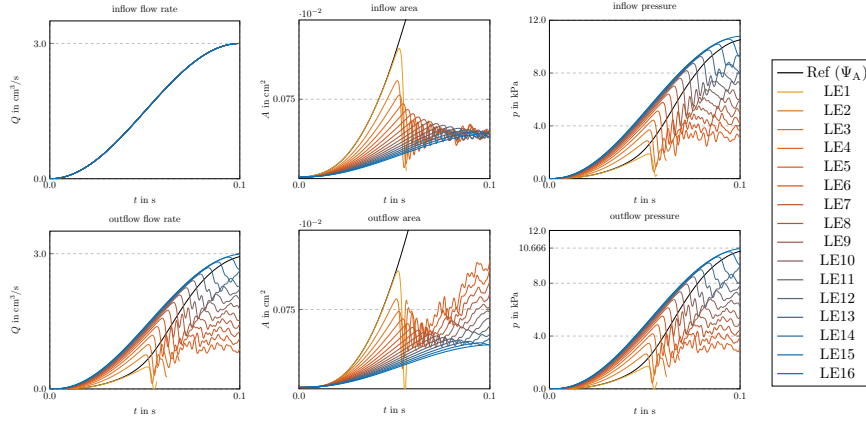 inflow flow rate
3.0
0.0
0.0
0.1
Q in cm³/s
t in s
inflow area
·10⁻²
0.075
0.0
0.1
A in cm²
t in s
inflow pressure
12.0
8.0
4.0
0.0
0.0
0.1
p in kPa
t in s
outflow flow rate
3.0
0.0
0.0
0.1
Q in cm³/s
t in s
outflow area
·10⁻²
0.075
0.0
0.1
A in cm²
t in s
outflow pressure
12.0
10.666
8.0
4.0
0.0
0.0
0.1
p in kPa
t in s
Ref (Ψ_A)
LE1
LE2
LE3
LE4
LE5
LE6
LE7
LE8
LE9
LE10
LE11
LE12
LE13
LE14
LE15
LE16